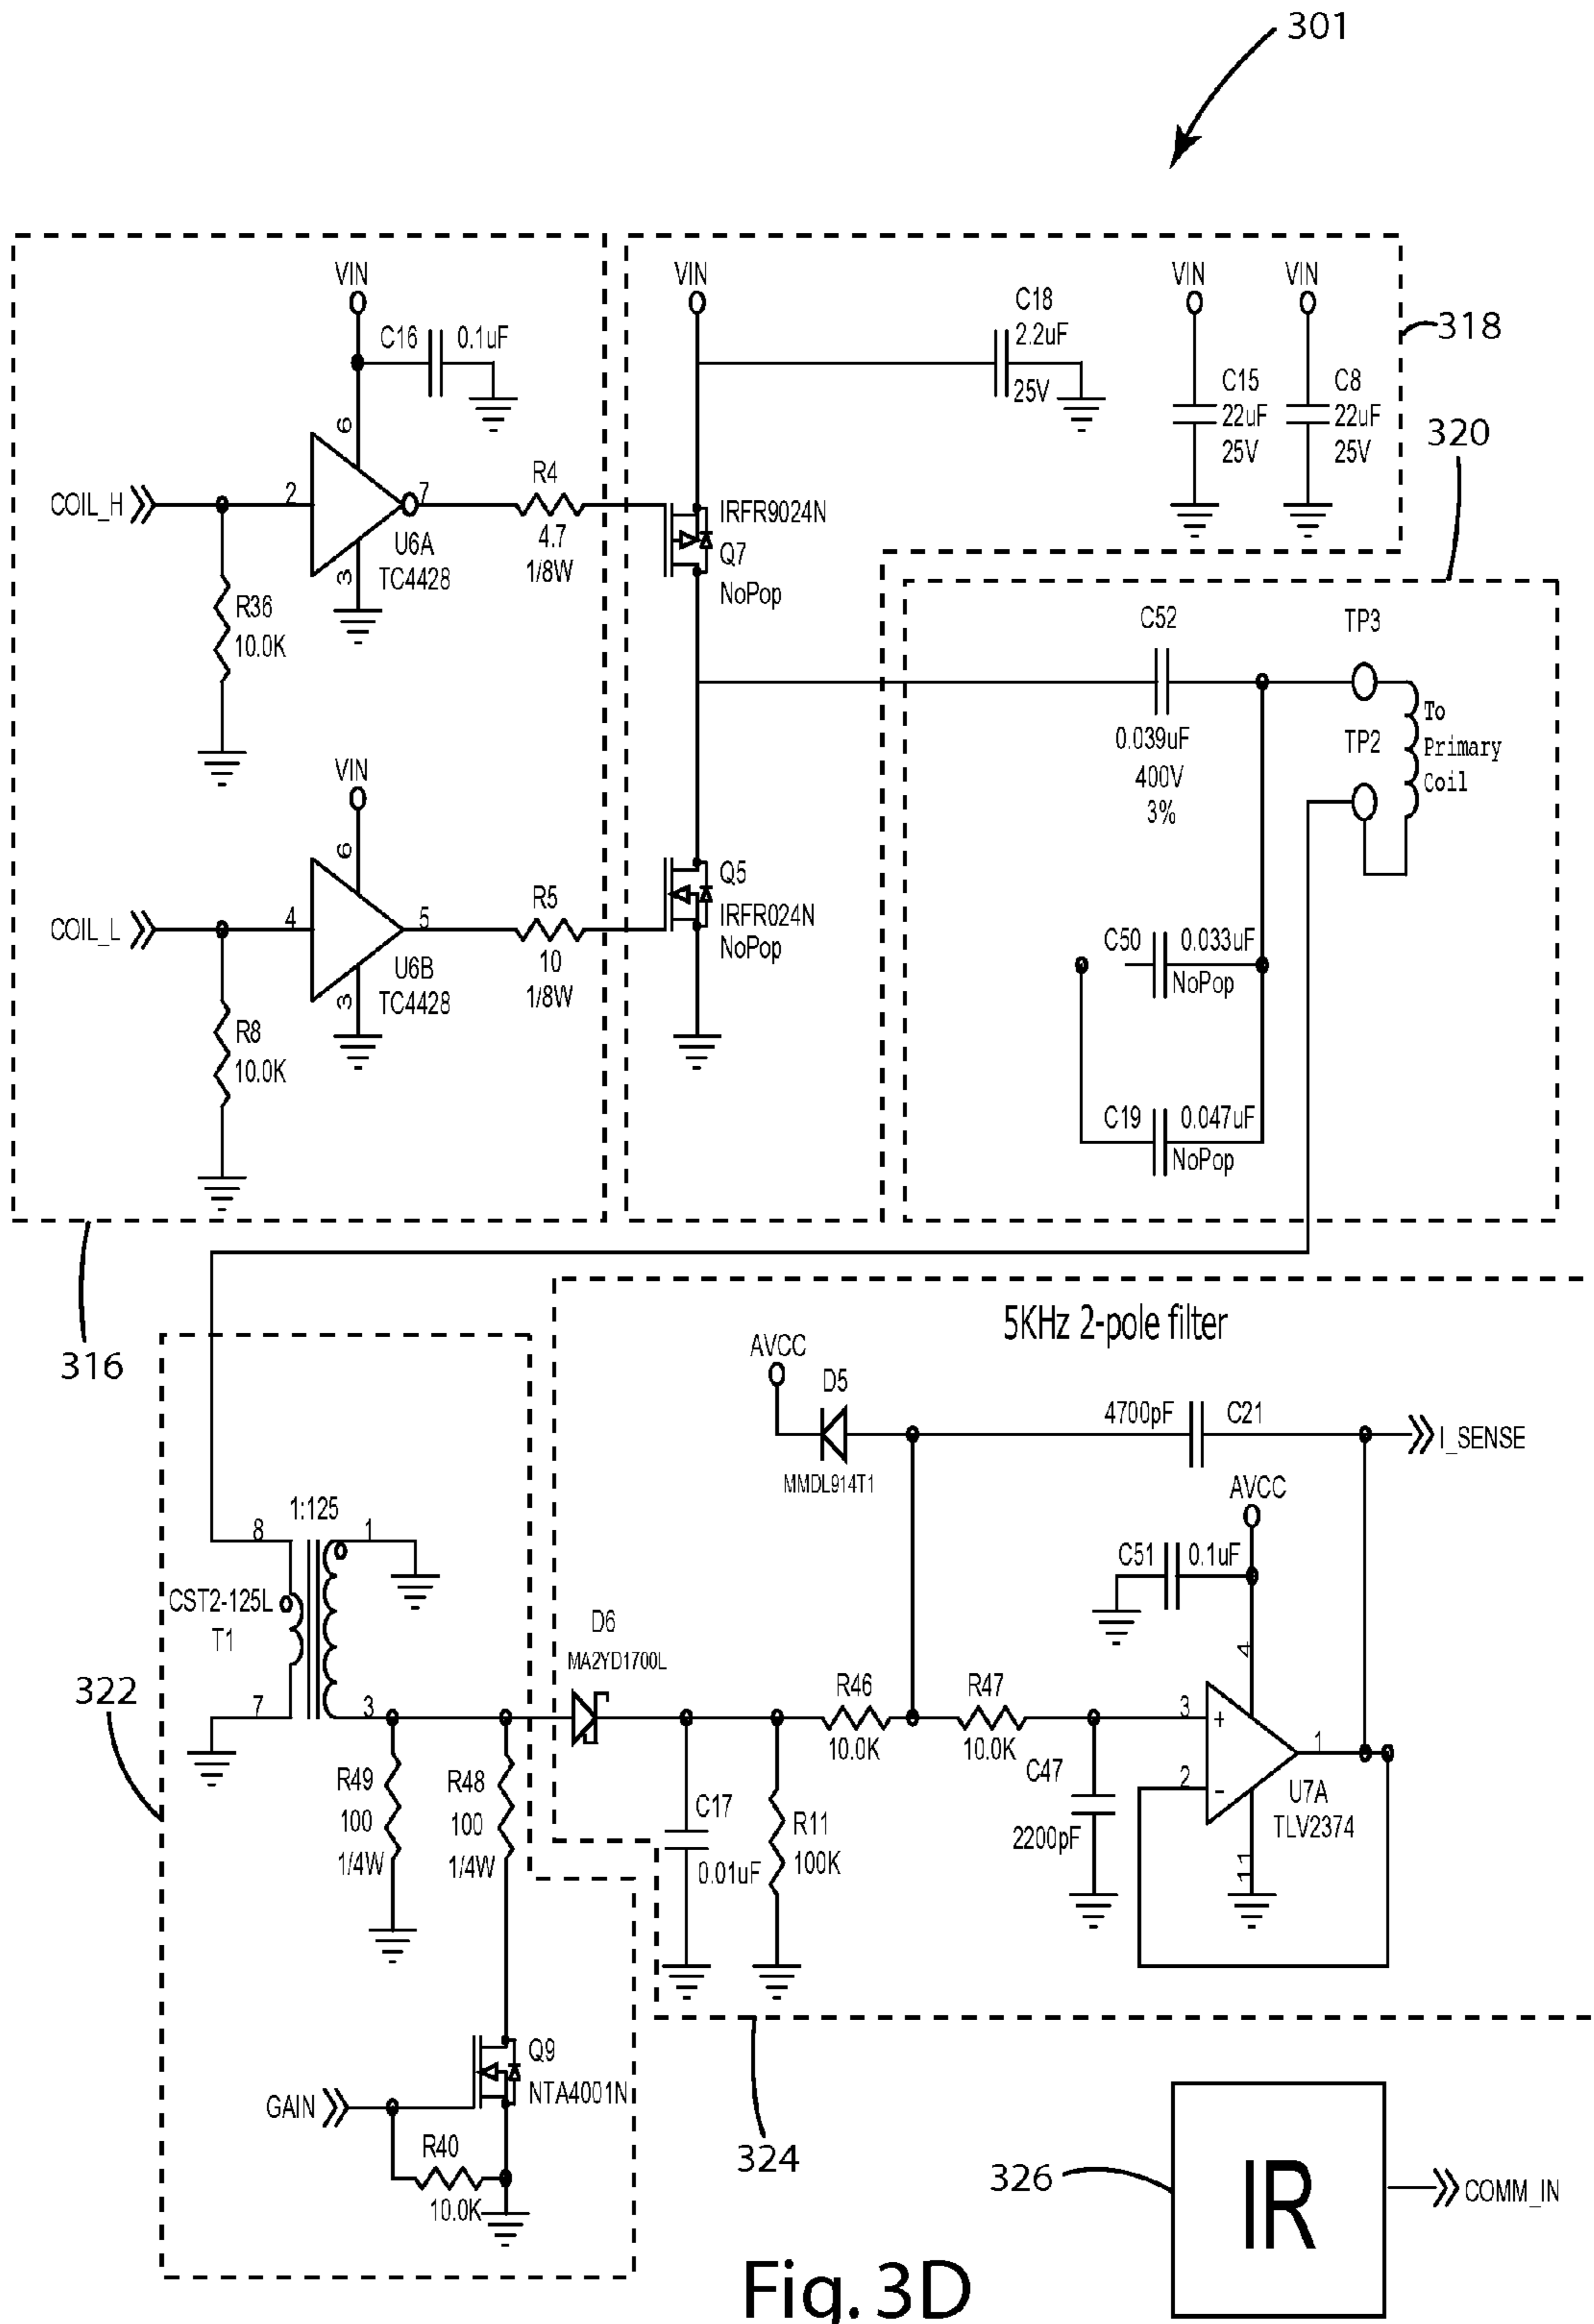 301
VIN
C16
0.1uF
6
COIL_H
2
7
R4
4.7
1/8W
U6A
TC4428
3
R36
10.0K
VIN
6
COIL_L
4
5
R5
10
1/8W
U6B
TC4428
3
R8
10.0K
316
VIN
C18
2.2uF
25V
VIN
VIN
C15
22uF
25V
C8
22uF
25V
318
IRFR9024N
Q7
NoPop
Q5
IRFR024N
NoPop
320
C52
0.039uF
400V
3%
TP3
TP2
To
Primary
Coil
C50
0.033uF
NoPop
C19
0.047uF
NoPop
322
1:125
8
1
CST2-125L
T1
7
3
R49
100
1/4W
R48
100
1/4W
Q9
NTA4001N
GAIN
R40
10.0K
5KHz 2-pole filter
AVCC
D5
MMDL914T1
4700pF
C21
I_SENSE
AVCC
C51
0.1uF
4
D6
MA2YD1700L
R46
10.0K
R47
10.0K
C17
0.01uF
R11
100K
C47
2200pF
3
+
2
-
1
U7A
TLV2374
11
324
326
IR
COMM_IN
Fig. 3D